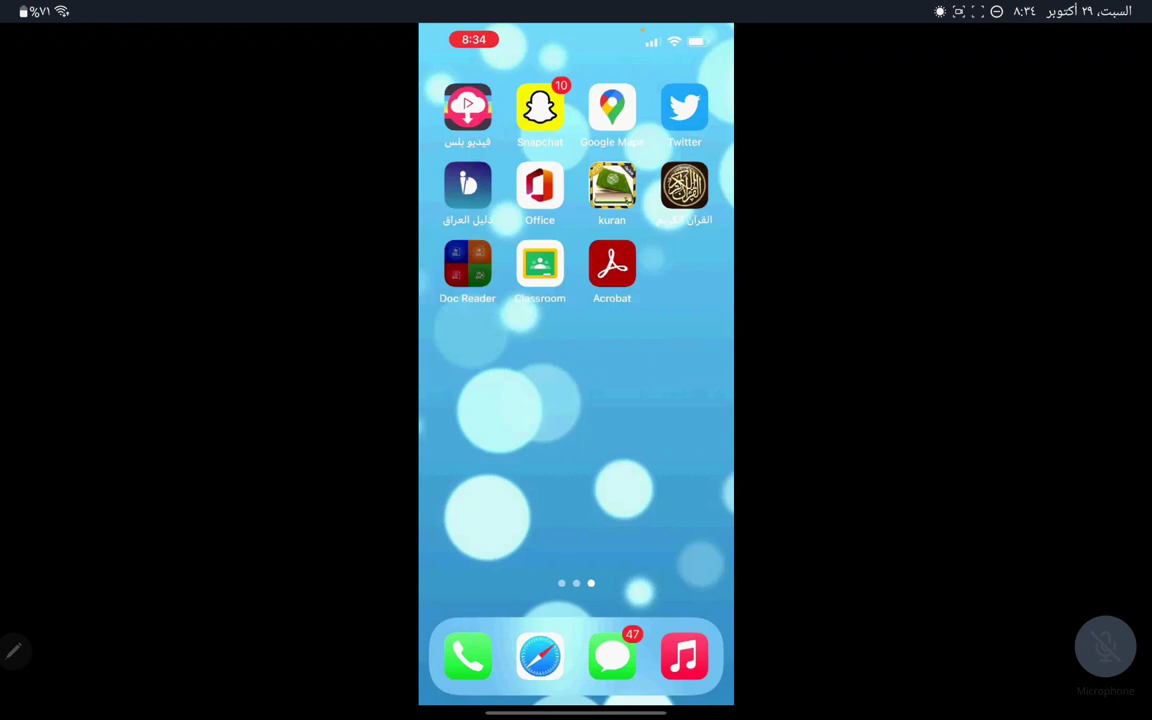 السبت، ٢٩ أكتوبر ٨:٣٤
٧١٪
8:34
10
فيديو بلس
Snapchat
Google Maps
Twitter
دليل العراق
Office
kuran
القرآن الكريم
Doc Reader
Classroom
Acrobat
47
Microphone